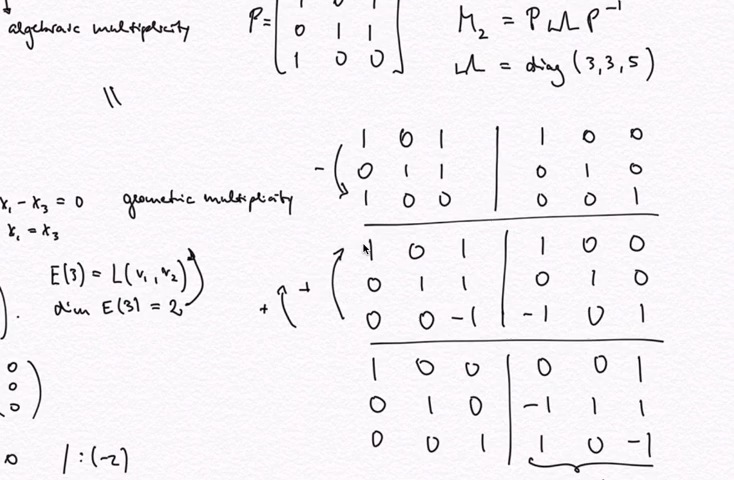 algebraic multiplicity
||
x₁ - x₃ = 0 geometric multiplicity
x₁ = x₃
E(3) = L(v₁, v₂)
dim E(3) = 2
0
0
0
0 | : (-2)
P = [
0 1 1
1 0 0 ]
M₂ = P Λ P⁻¹
Λ = diag (3,3,5)
1 0 1 | 1 0 0
- 0 1 1 | 0 1 0
1 0 0 | 0 0 1
1 0 1 | 1 0 0
0 1 1 | 0 1 0
+ + 0 0 -1 | -1 0 1
1 0 0 | 0 0 1
0 1 0 | -1 1 1
0 0 1 | 1 0 -1